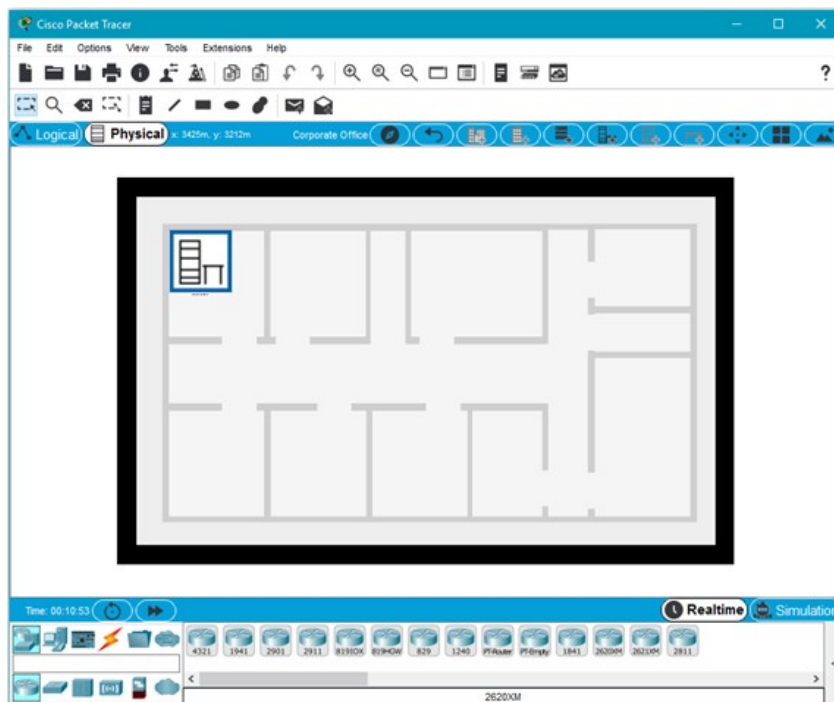 Cisco Packet Tracer
File Edit Options View Tools Extensions Help
?
Logical Physical x: 3425m, y: 3212m Corporate Office
Time: 00:10:53 Realtime Simulation
4321 1941 2901 2911 819IOX 819HGW 829 1240 PT-Router PT-Empty 1841 2620XM 2621XM 2811
2620XM